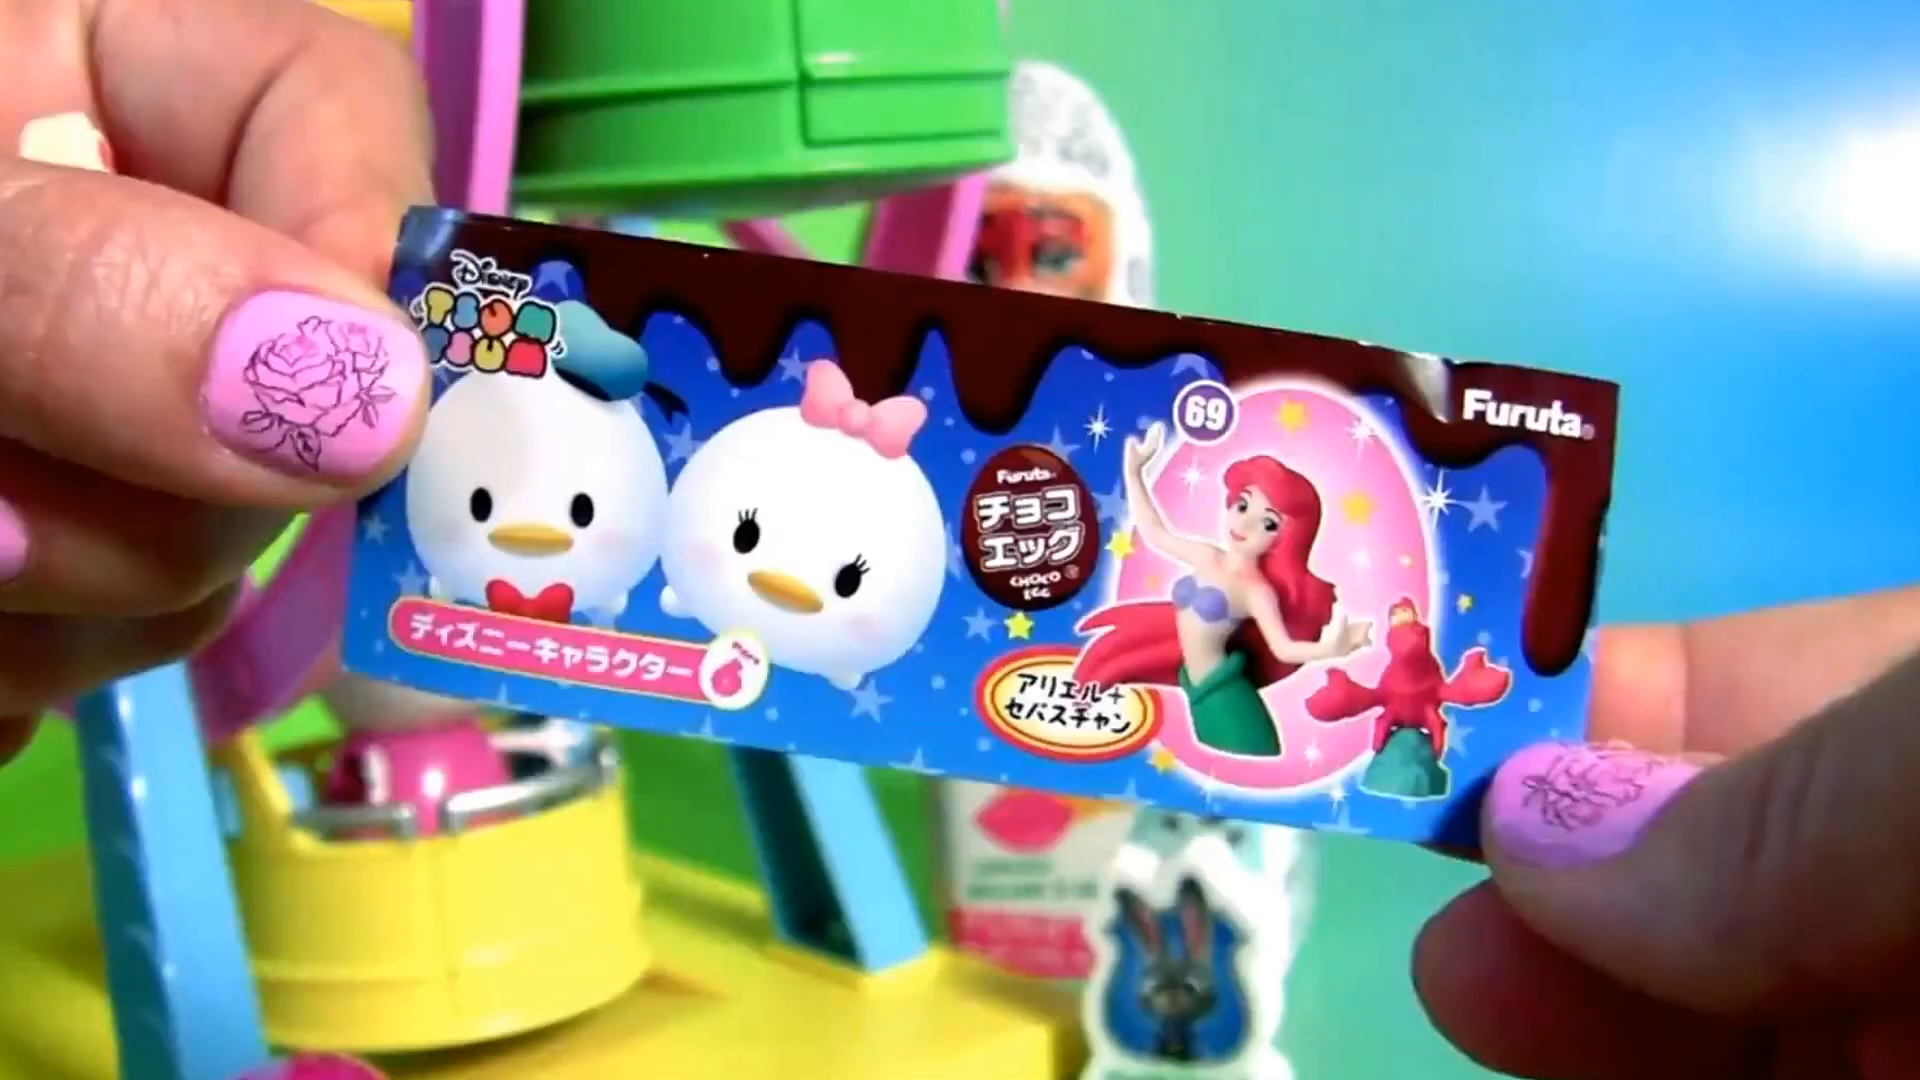 Disney
TSUM
TSUM
ディズニーキャラクター
6
Furuta
チョコ
エッグ
CHOCO
EGG
69
アリエル+
セバスチャン
Furuta